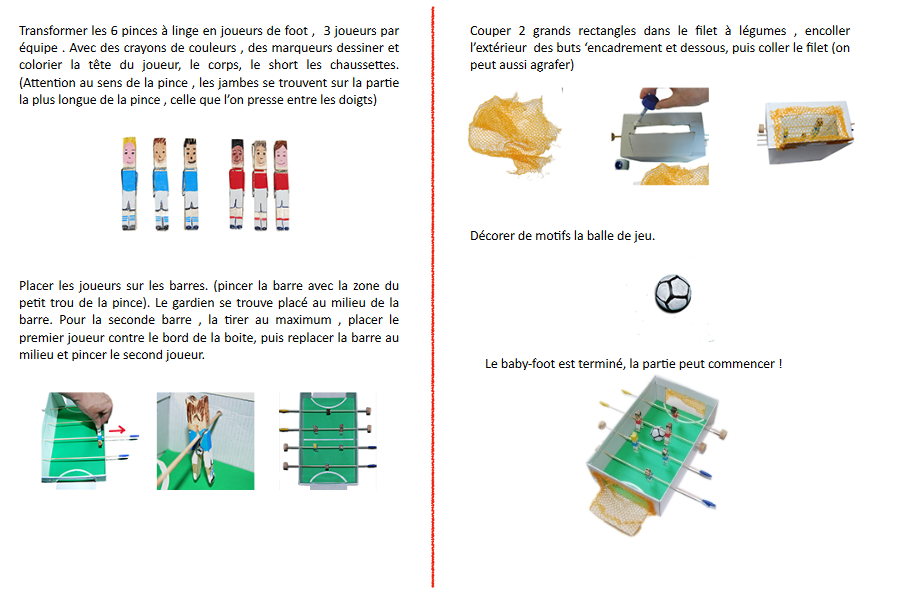 Transformer les 6 pinces à linge en joueurs de foot , 3 joueurs par
équipe . Avec des crayons de couleurs , des marqueurs dessiner et
colorier la tête du joueur, le corps, le short les chaussettes.
(Attention au sens de la pince , les jambes se trouvent sur la partie
la plus longue de la pince , celle que l'on presse entre les doigts)
Placer les joueurs sur les barres. (pincer la barre avec la zone du
petit trou de la pince). Le gardien se trouve placé au milieu de la
barre. Pour la seconde barre , la tirer au maximum , placer le
premier joueur contre le bord de la boite, puis replacer la barre au
milieu et pincer le second joueur.
Couper 2 grands rectangles dans le filet à légumes , encoller
l'extérieur des buts 'encadrement et dessous, puis coller le filet (on
peut aussi agrafer)
Décorer de motifs la balle de jeu.
Le baby-foot est terminé, la partie peut commencer !